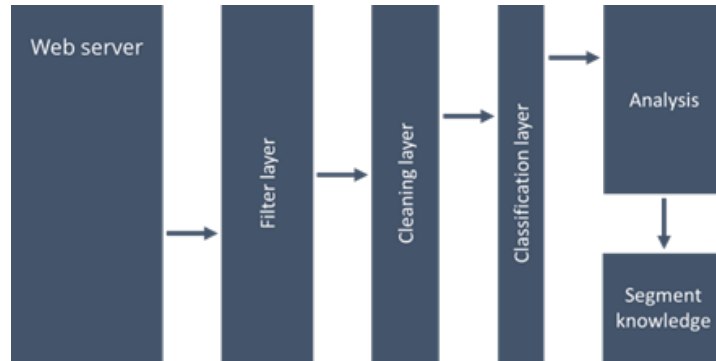 Web server
Filter layer
Cleaning layer
Classification layer
Analysis
Segment
knowledge